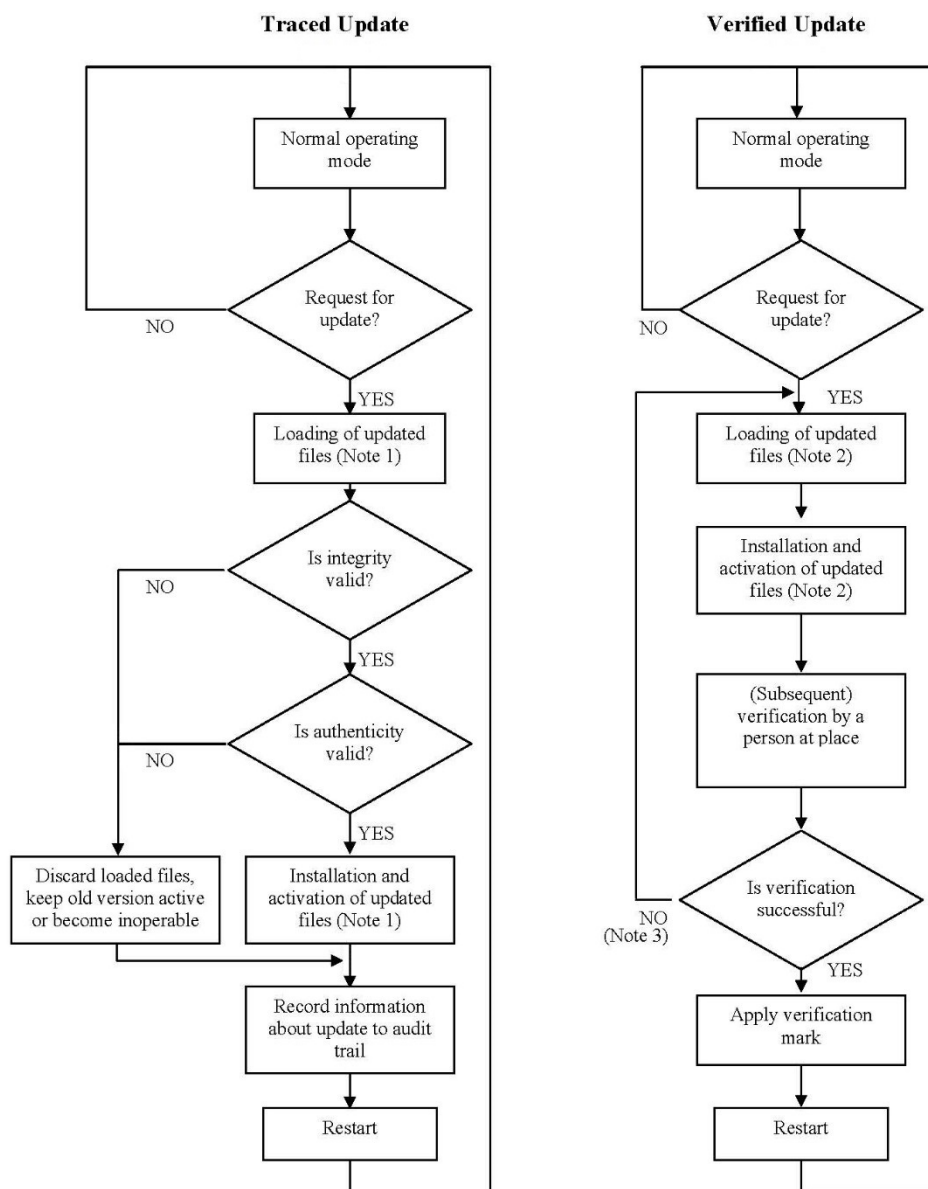 Traced Update
Normal operating
mode
Request for
update?
NO
YES
Loading of updated
files (Note 1)
Is integrity
valid?
NO
YES
Is authenticity
valid?
NO
YES
Discard loaded files,
keep old version active
or become inoperable
Installation and
activation of updated
files (Note 1)
Record information
about update to audit
trail
Restart
Verified Update
Normal operating
mode
Request for
update?
NO
YES
Loading of updated
files (Note 2)
Installation and
activation of updated
files (Note 2)
(Subsequent)
verification by a
person at place
Is verification
successful?
NO
(Note 3)
YES
Apply verification
mark
Restart